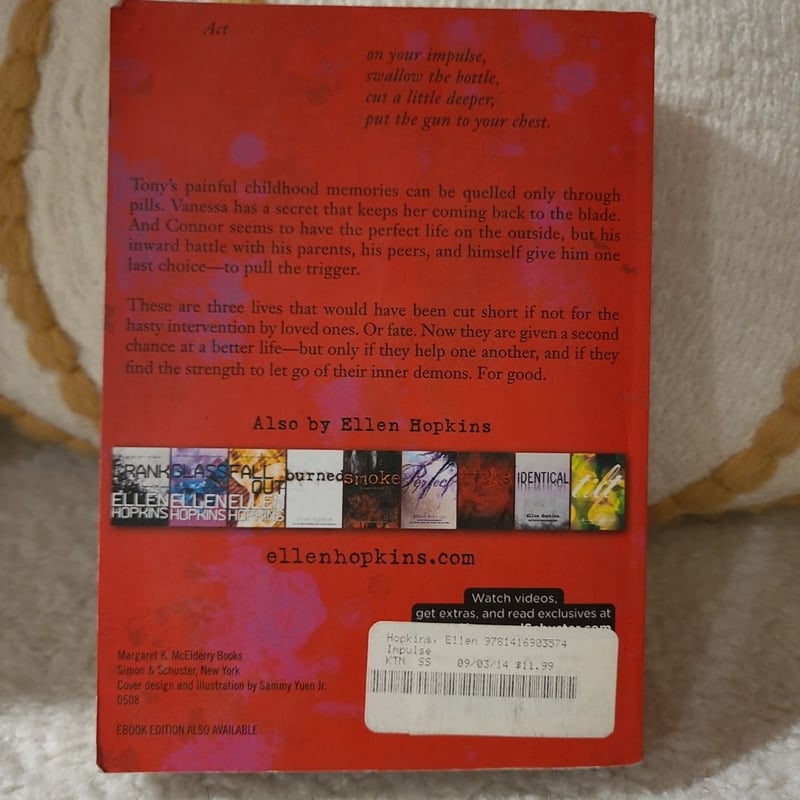 Act
on your impulse,
swallow the bottle,
cut a little deeper,
put the gun to your chest.
Tony's painful childhood memories can be quelled only through
pills. Vanessa has a secret that keeps her coming back to the blade.
And Connor seems to have the perfect life on the outside, but his
inward battle with his parents, his peers, and himself give him one
last choice—to pull the trigger.
These are three lives that would have been cut short if not for the
hasty intervention by loved ones. Or fate. Now they are given a second
chance at a better life—but only if they help one another, and if they
find the strength to let go of their inner demons. For good.
Also by Ellen Hopkins
CRANK
ELLEN
HOPKINS
GLASS
ELLEN
HOPKINS
FALL
OUT
ELLEN
HOPKINS
burned
smoke
Perfect
tricks
IDENTICAL
Ellen Hopkins
tilt
ellenhopkins.com
Watch videos,
get extras, and read exclusives at
Hopkins, Ellen 9781416903574
Impulse
KTN SS 09/03/14 $11.99
Margaret K. McElderry Books
Simon & Schuster, New York
Cover design and illustration by Sammy Yuen Jr.
0508
EBOOK EDITION ALSO AVAILABLE